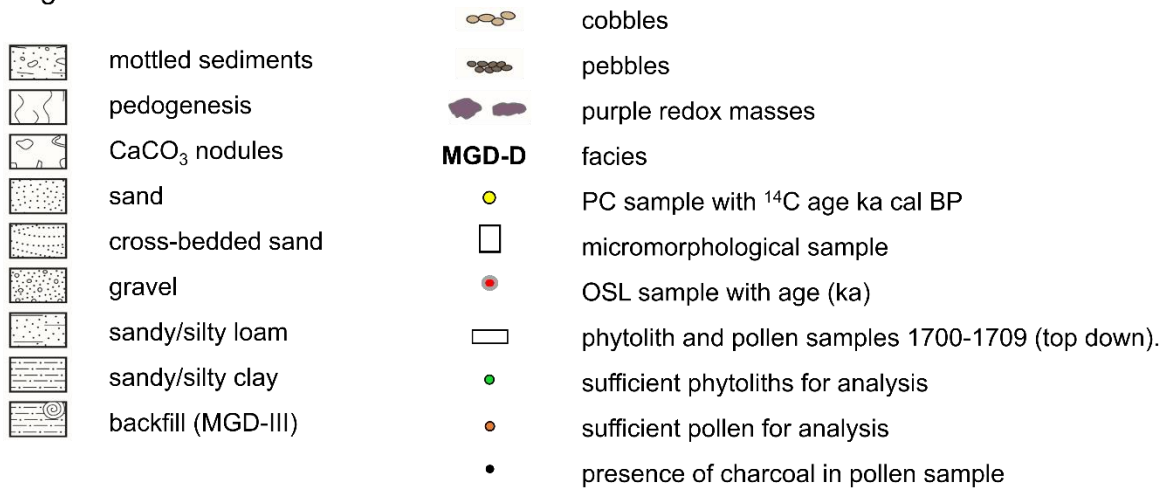 mottled sediments
pedogenesis
CaCO₃ nodules
sand
cross-bedded sand
gravel
sandy/silty loam
sandy/silty clay
backfill (MGD-III)
cobbles
pebbles
purple redox masses
MGD-D facies
PC sample with ¹⁴C age ka cal BP
micromorphological sample
OSL sample with age (ka)
phytolith and pollen samples 1700-1709 (top down).
sufficient phytoliths for analysis
sufficient pollen for analysis
presence of charcoal in pollen sample